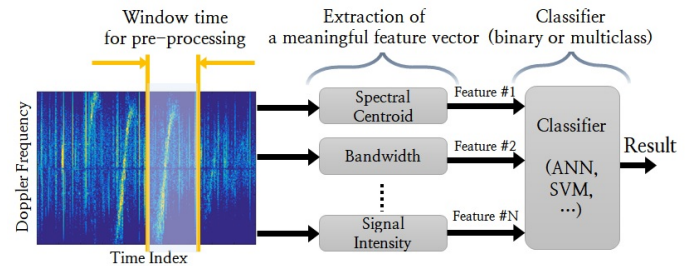 Window time
for pre-processing
Extraction of
a meaningful feature vector
Classifier
(binary or multiclass)
Doppler Frequency
Time Index
Spectral
Centroid
Feature #1
Bandwidth
Feature #2
Signal
Intensity
Feature #N
Classifier
(ANN,
SVM,
…)
Result